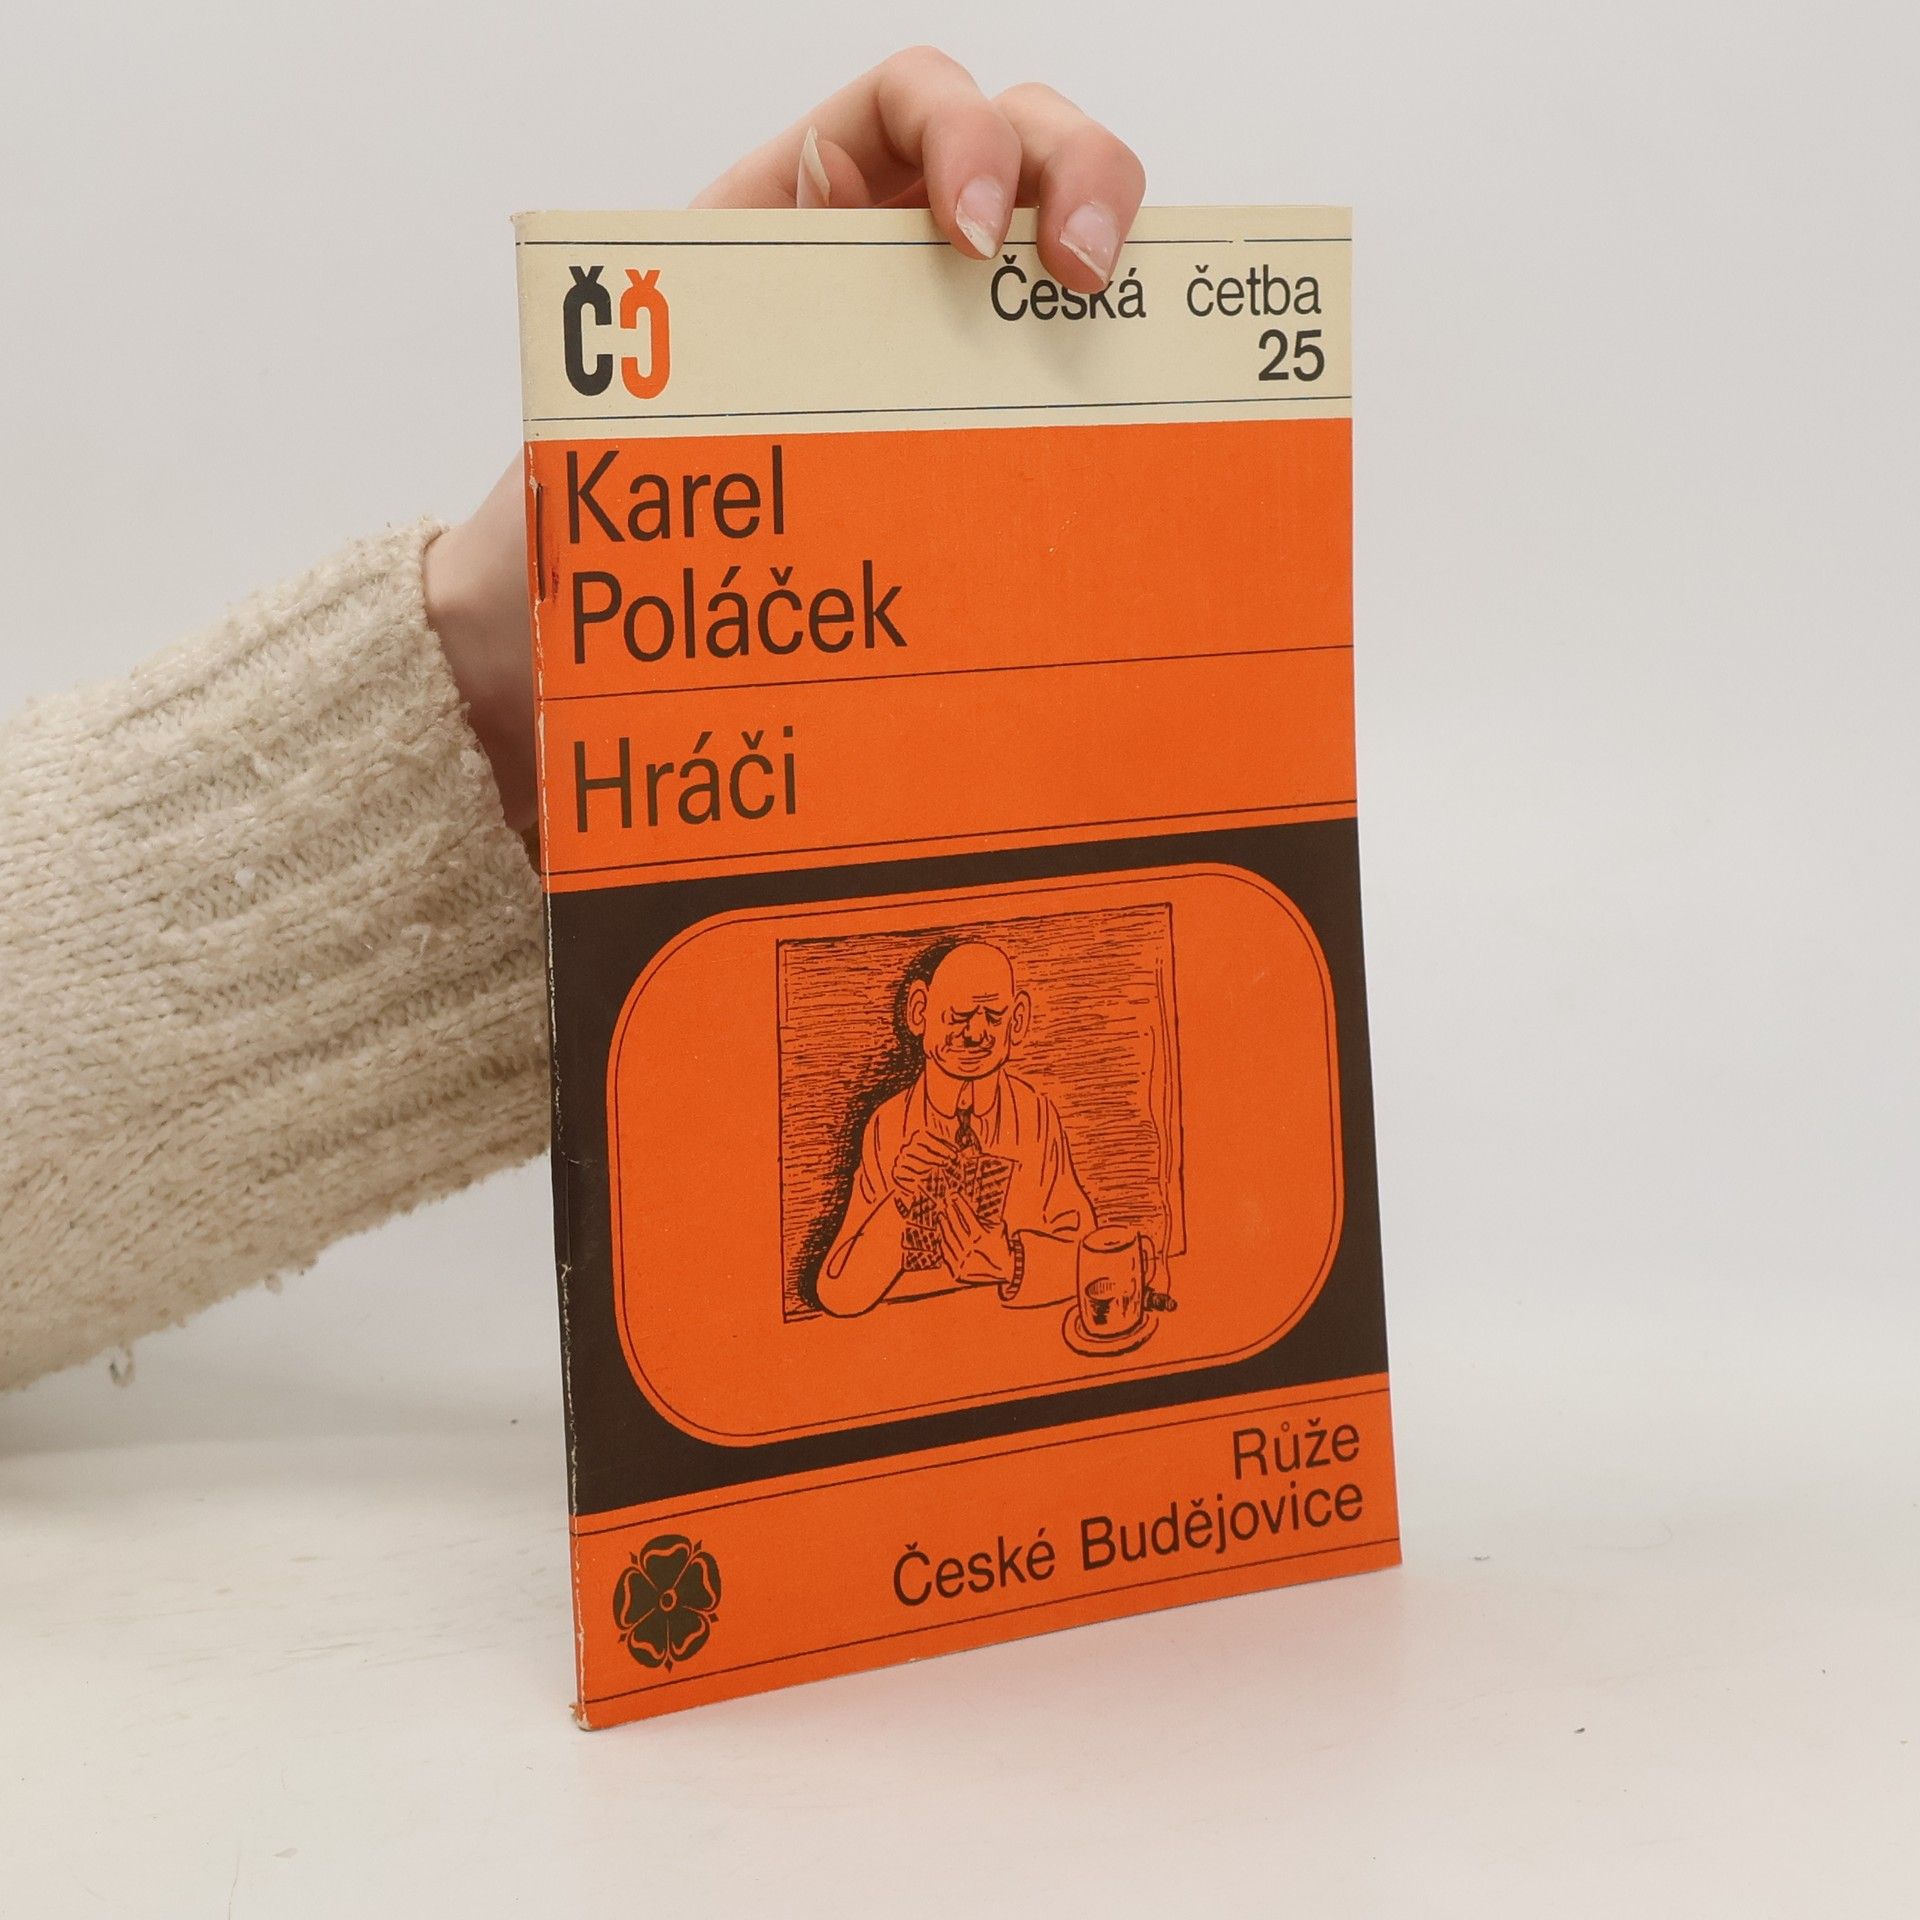 ČČ
Česká četba
25
Karel
Poláček
Hráči
Růže
České Budějovice